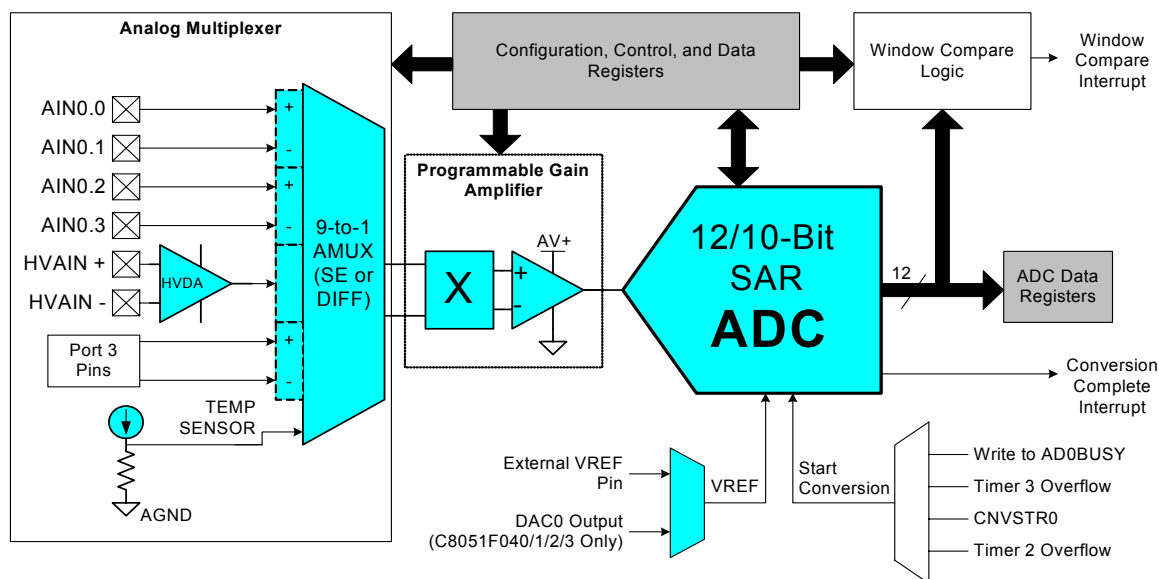 Analog Multiplexer
AIN0.0
AIN0.1
AIN0.2
AIN0.3
HVAIN +
HVAIN -
HVDA
Port 3
Pins
TEMP
SENSOR
AGND
+
-
+
-
+
-
9-to-1
AMUX
(SE or
DIFF)
Configuration, Control, and Data
Registers
Window Compare
Logic
Window
Compare
Interrupt
Programmable Gain
Amplifier
X
+
-
AV+
12/10-Bit
SAR
ADC
12
ADC Data
Registers
Conversion
Complete
Interrupt
External VREF
Pin
DAC0 Output
(C8051F040/1/2/3 Only)
VREF
Start
Conversion
Write to AD0BUSY
Timer 3 Overflow
CNVSTR0
Timer 2 Overflow